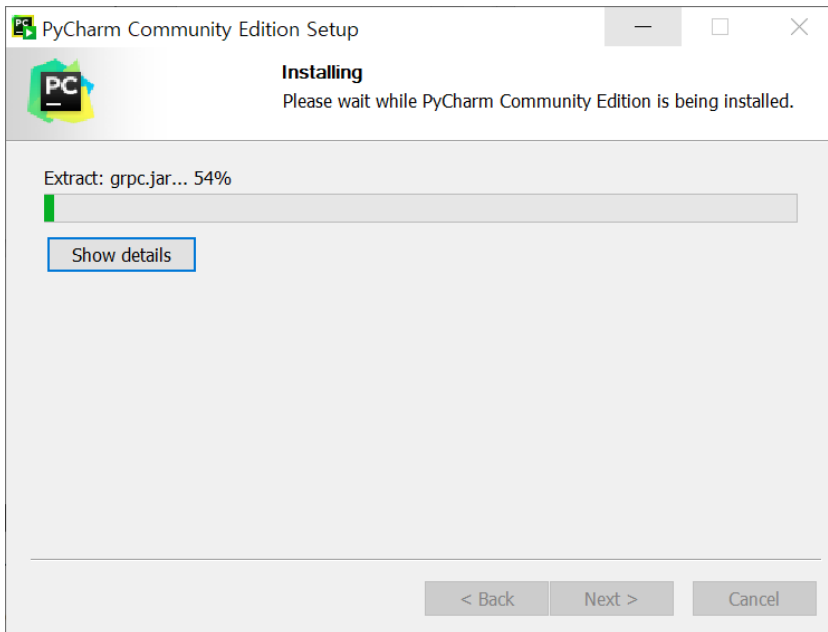 PyCharm Community Edition Setup
PC
Installing
Please wait while PyCharm Community Edition is being installed.
Extract: grpc.jar... 54%
Show details
< Back
Next >
Cancel